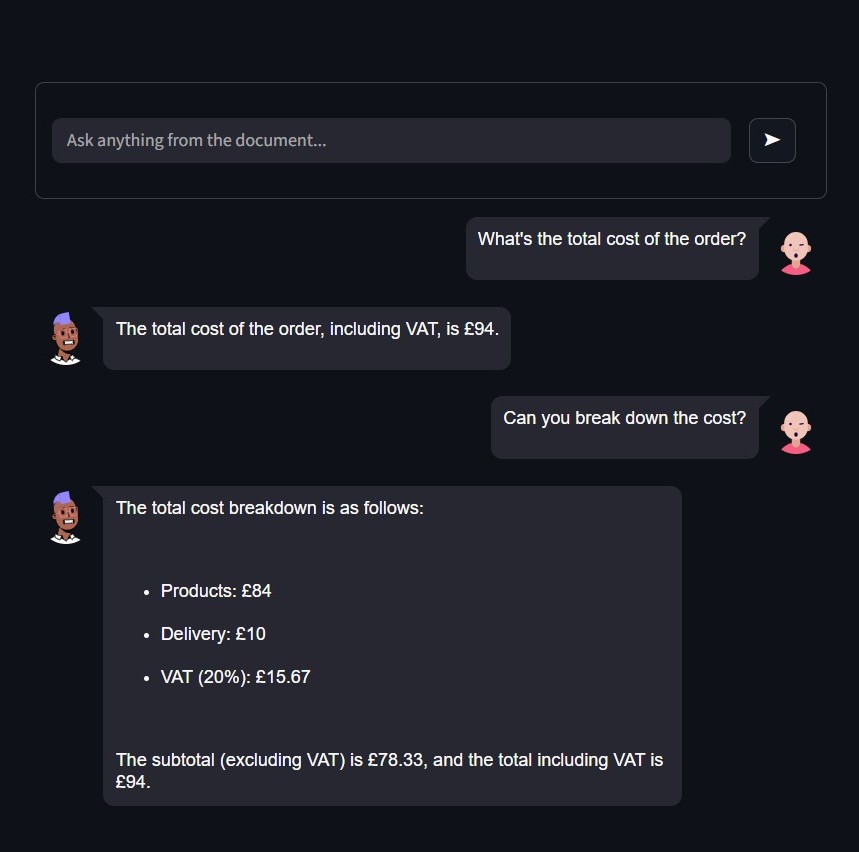 Ask anything from the document...
What's the total cost of the order?
The total cost of the order, including VAT, is £94.
Can you break down the cost?
The total cost breakdown is as follows:
• Products: £84
• Delivery: £10
• VAT (20%): £15.67
The subtotal (excluding VAT) is £78.33, and the total including VAT is
£94.